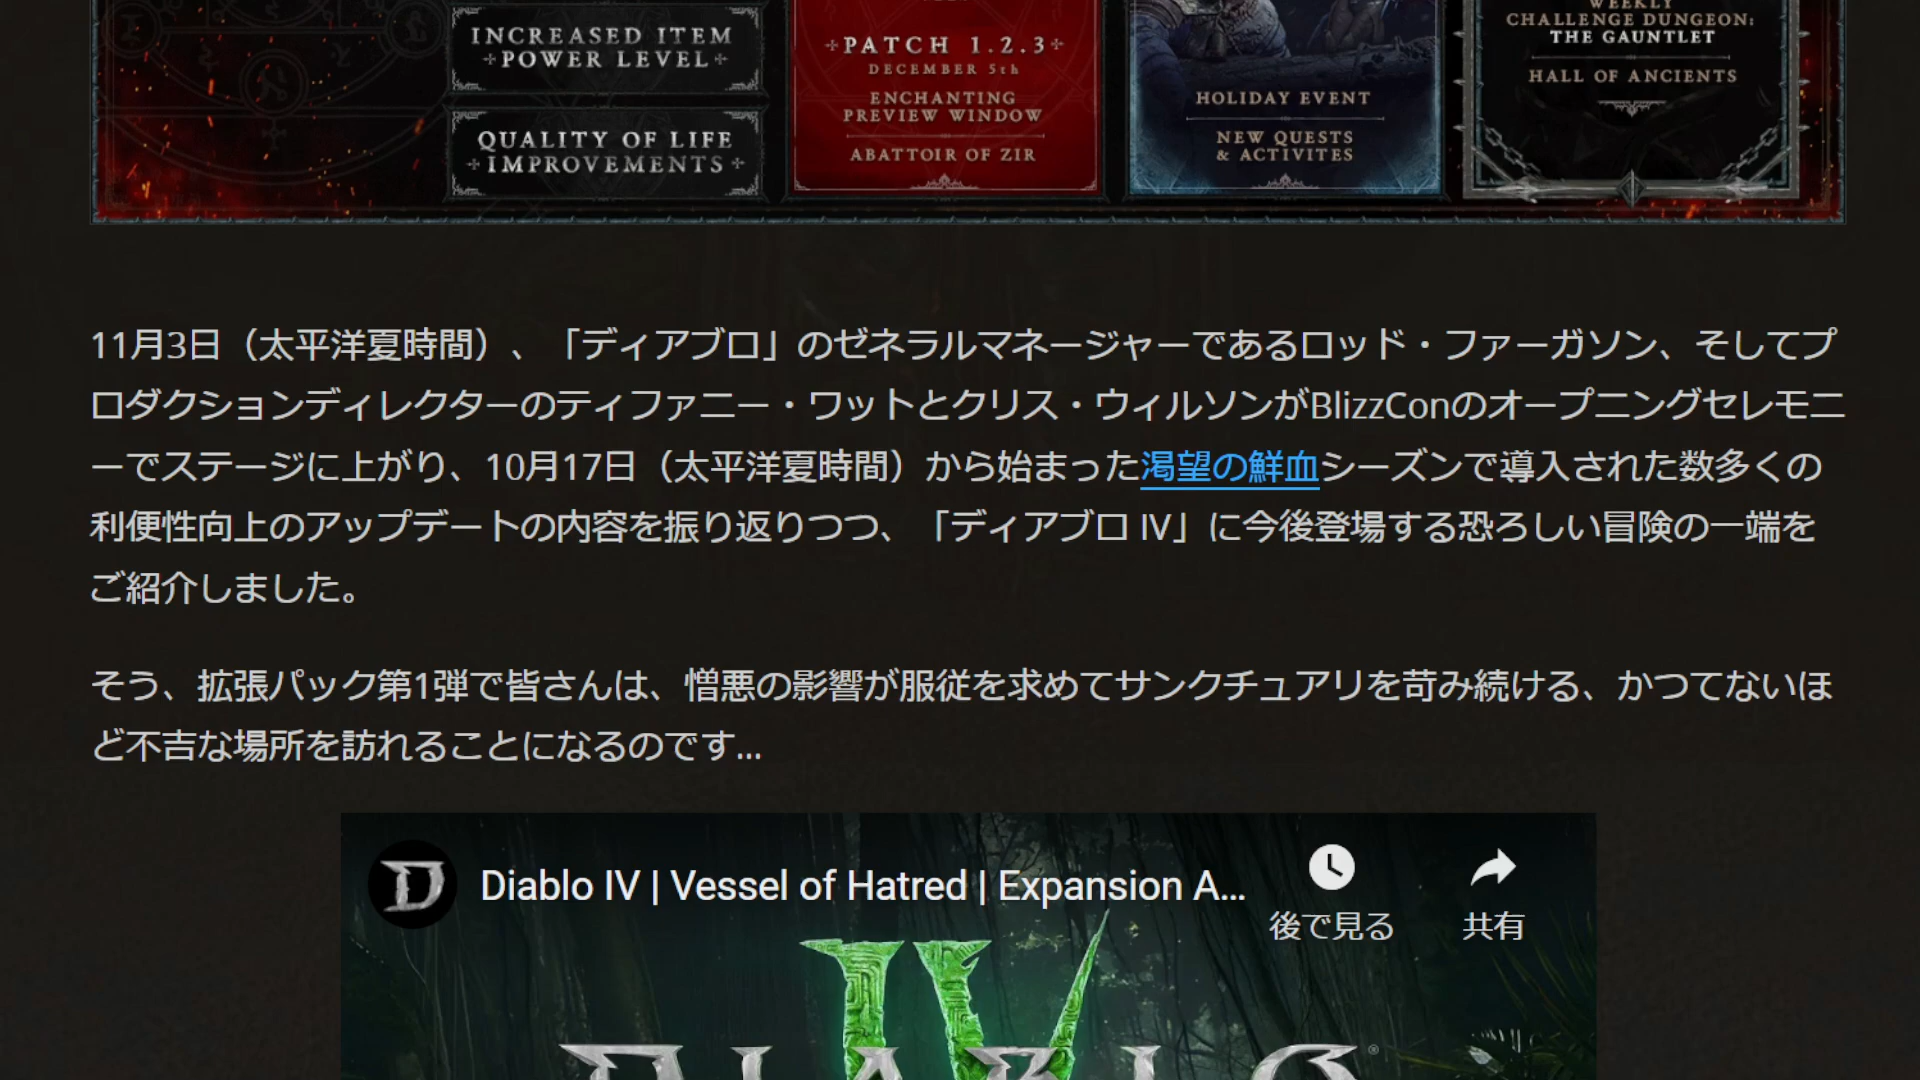 INCREASED ITEM
POWER LEVEL
QUALITY OF LIFE
IMPROVEMENTS
PATCH 1.2.3
DECEMBER 5th
ENCHANTING
PREVIEW WINDOW
ABATTOIR OF ZIR
HOLIDAY EVENT
NEW QUESTS
& ACTIVITES
WEEKLY
CHALLENGE DUNGEON:
THE GAUNTLET
HALL OF ANCIENTS
11月3日（太平洋夏時間）、「ディアブロ」のゼネラルマネージャーであるロッド・ファーガソン、そしてプ
ロダクションディレクターのティファニー・ワットとクリス・ウィルソンがBlizzConのオープニングセレモニ
ーでステージに上がり、10月17日（太平洋夏時間）から始まった渇望の鮮血シーズンで導入された数多くの
利便性向上のアップデートの内容を振り返りつつ、「ディアブロ IV」に今後登場する恐ろしい冒険の一端を
ご紹介しました。
そう、拡張パック第1弾で皆さんは、憎悪の影響が服従を求めてサンクチュアリを苛み続ける、かつてないほ
ど不吉な場所を訪れることになるのです...
Diablo IV | Vessel of Hatred | Expansion A...
後で見る
共有
IV
DIABLO